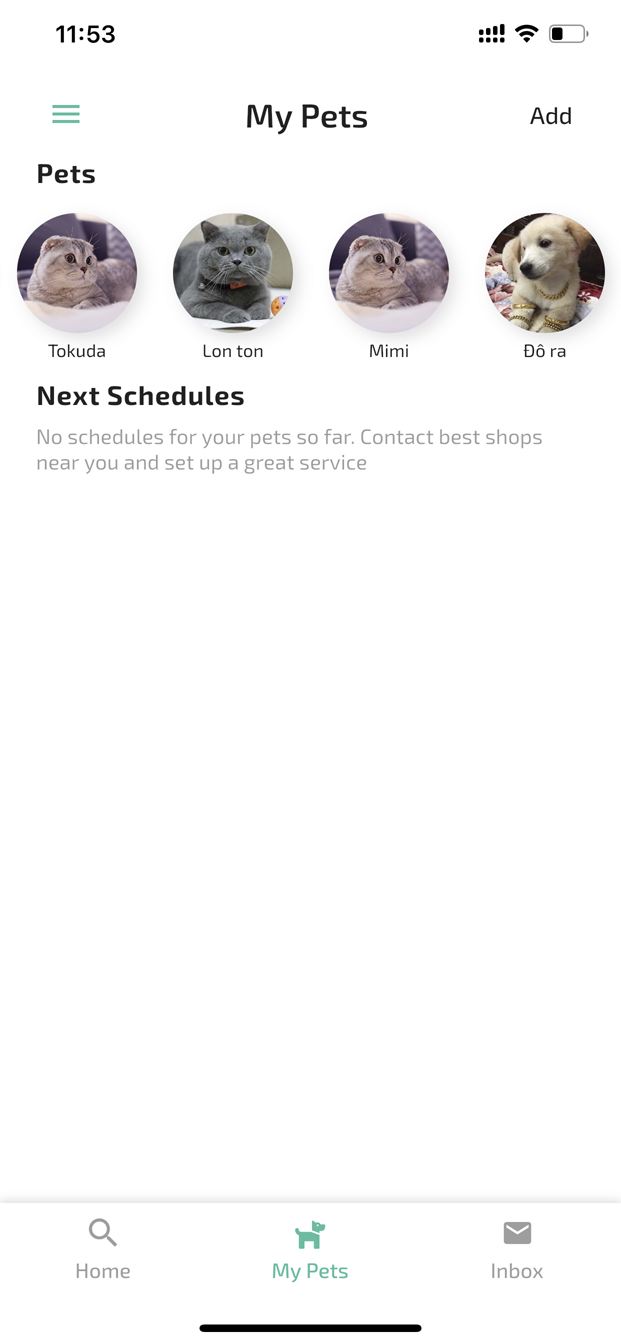 11:53
My Pets
Add
Pets
Tokuda
Lon ton
Mimi
Đô ra
Next Schedules
No schedules for your pets so far. Contact best shops
near you and set up a great service
Home
My Pets
Inbox